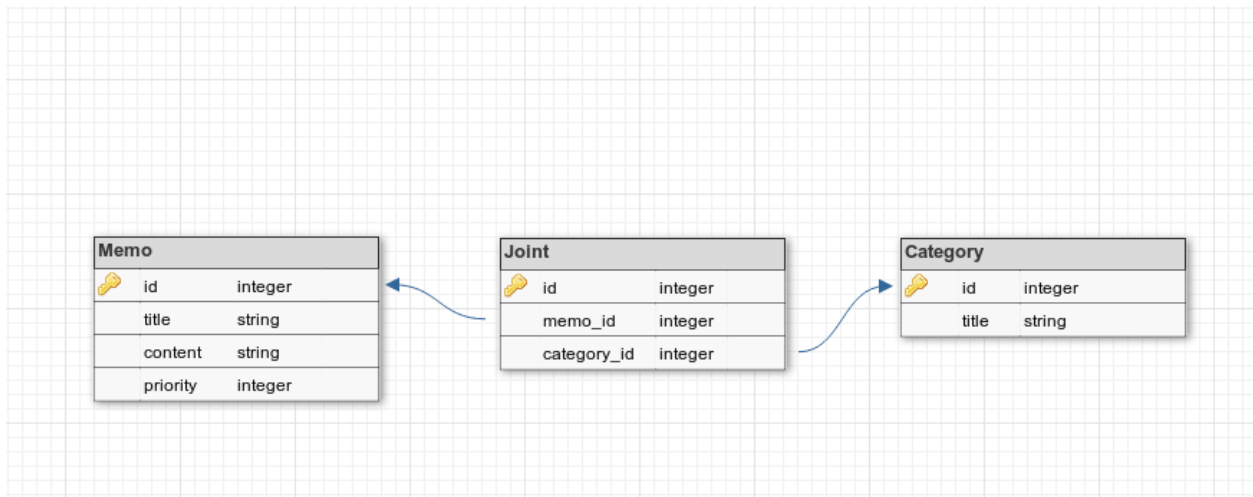 Memo
id integer
title string
content string
priority integer
Joint
id integer
memo_id integer
category_id integer
Category
id integer
title string